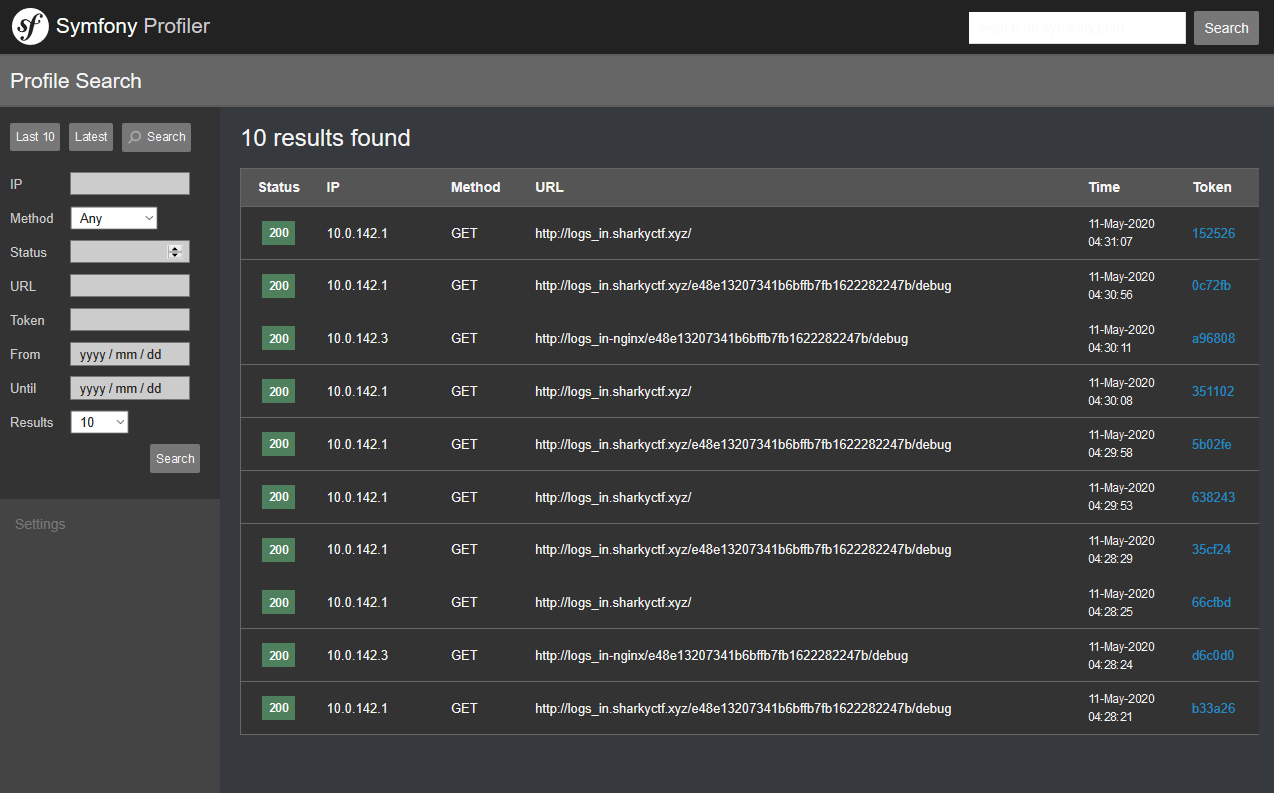 Symfony Profiler
Search
Profile Search
Last 10 Latest Search
IP
Method Any
Status
URL
Token
From yyyy / mm / dd
Until yyyy / mm / dd
Results 10
Search
Settings
10 results found
Status IP Method URL Time Token
200 10.0.142.1 GET http://logs_in.sharkyctf.xyz/ 11-May-2020 04:31:07 152526
200 10.0.142.1 GET http://logs_in.sharkyctf.xyz/e48e13207341b6bffb7fb1622282247b/debug 11-May-2020 04:30:56 0c72fb
200 10.0.142.3 GET http://logs_in-nginx/e48e13207341b6bffb7fb1622282247b/debug 11-May-2020 04:30:11 a96808
200 10.0.142.1 GET http://logs_in.sharkyctf.xyz/ 11-May-2020 04:30:08 351102
200 10.0.142.1 GET http://logs_in.sharkyctf.xyz/e48e13207341b6bffb7fb1622282247b/debug 11-May-2020 04:29:58 5b02fe
200 10.0.142.1 GET http://logs_in.sharkyctf.xyz/ 11-May-2020 04:29:53 638243
200 10.0.142.1 GET http://logs_in.sharkyctf.xyz/e48e13207341b6bffb7fb1622282247b/debug 11-May-2020 04:28:29 35cf24
200 10.0.142.1 GET http://logs_in.sharkyctf.xyz/ 11-May-2020 04:28:25 66cfbd
200 10.0.142.3 GET http://logs_in-nginx/e48e13207341b6bffb7fb1622282247b/debug 11-May-2020 04:28:24 d6c0d0
200 10.0.142.1 GET http://logs_in.sharkyctf.xyz/e48e13207341b6bffb7fb1622282247b/debug 11-May-2020 04:28:21 b33a26